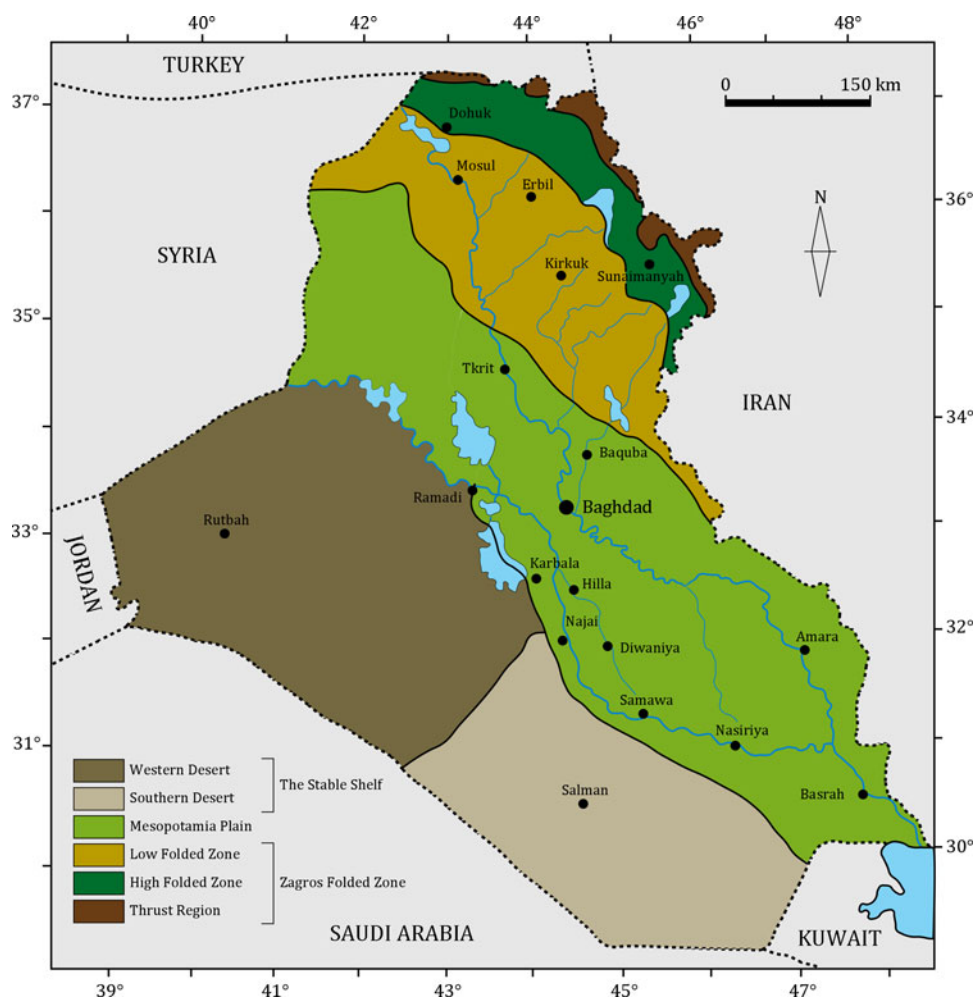 40° 42° 44° 46° 48°
TURKEY
0 150 km
37°
Dohuk
Mosul
Erbil
36°
N
SYRIA
Kirkuk
Sunaimanyah
35°
Tkrit
IRAN
34°
Baquba
Ramadi
Baghdad
33°
Rutbah
JORDAN
Karbala
Hilla
Najai
32°
Diwaniya
Amara
Samawa
Nasiriya
31°
Western Desert
The Stable Shelf
Southern Desert
Salman
Basrah
Mesopotamia Plain
30°
Low Folded Zone
High Folded Zone
Zagros Folded Zone
Thrust Region
SAUDI ARABIA
KUWAIT
39° 41° 43° 45° 47°